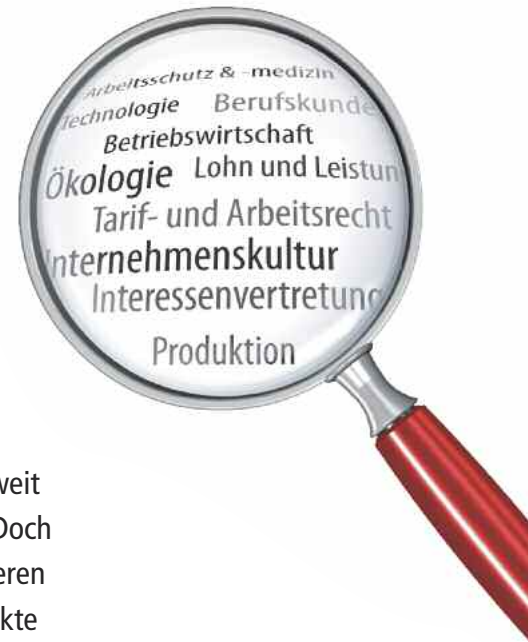 Arbeitsschutz & -medizin
Technologie Berufskunde
Betriebswirtschaft
Ökologie Lohn und Leistun
Tarif- und Arbeitsrecht
nternehmenskultur
Interessenvertretung
Produktion
weit
Doch
eren
kte